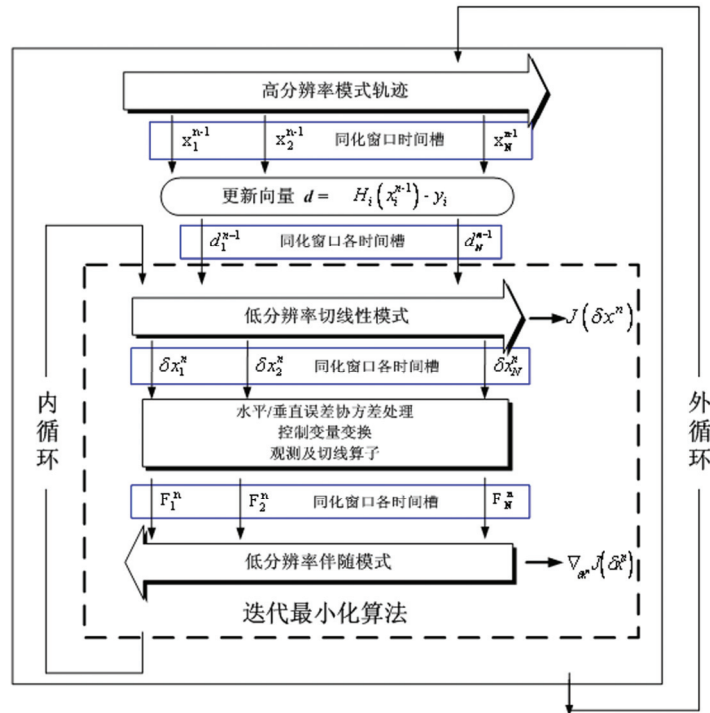 高分辨率模式轨迹
x₁ⁿ⁻¹ x₂ⁿ⁻¹ 同化窗口时间槽 x_Nⁿ⁻¹
更新向量 d = H_i(x_iⁿ⁻¹) - y_i
d₁ⁿ⁻¹ 同化窗口各时间槽 d_Nⁿ⁻¹
低分辨率切线性模式 J(δxⁿ)
δx₁ⁿ δx₂ⁿ 同化窗口各时间槽 δx_Nⁿ
水平/垂直误差协方差处理
控制变量变换
观测及切线算子
F₁ⁿ F₂ⁿ 同化窗口各时间槽 F_Nⁿ
低分辨率伴随模式 ∇_δxⁿ J(δxⁿ)
迭代最小化算法
内循环
外循环